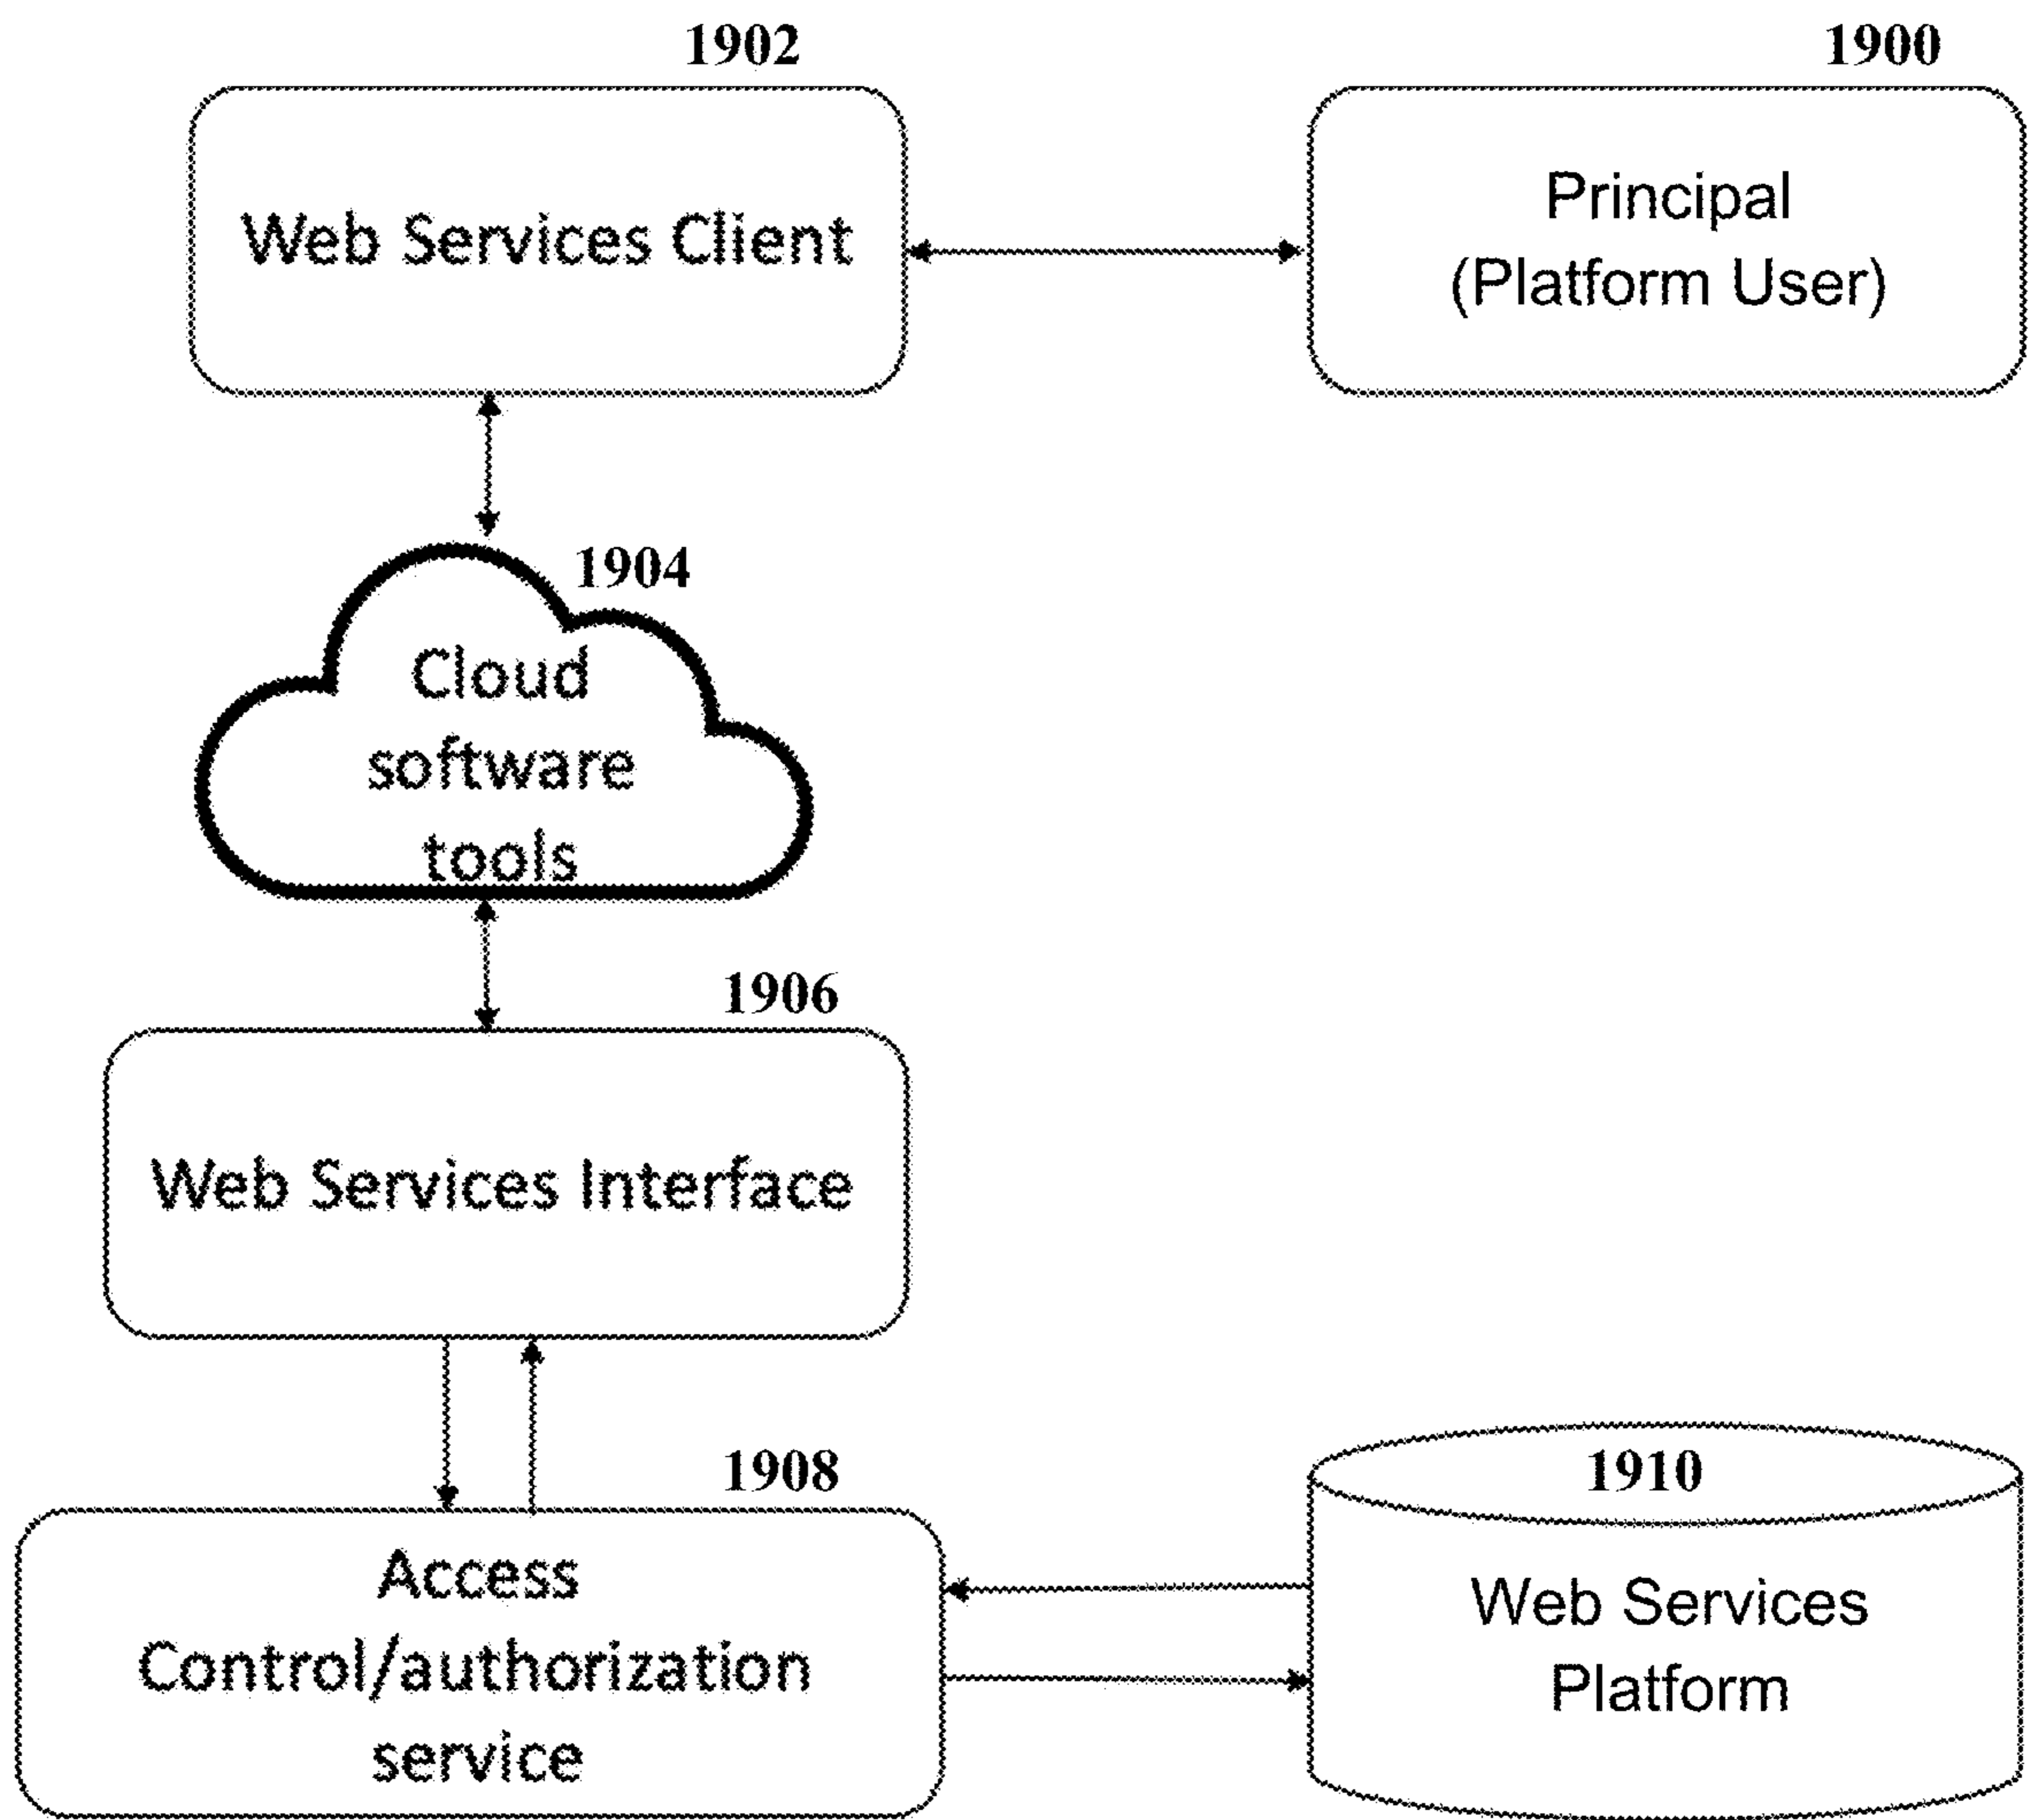 1902
1900
Web Services Client
Principal
(Platform User)
1904
Cloud
software
tools
1906
Web Services Interface
1908
1910
Access
Control/authorization
service
Web Services
Platform